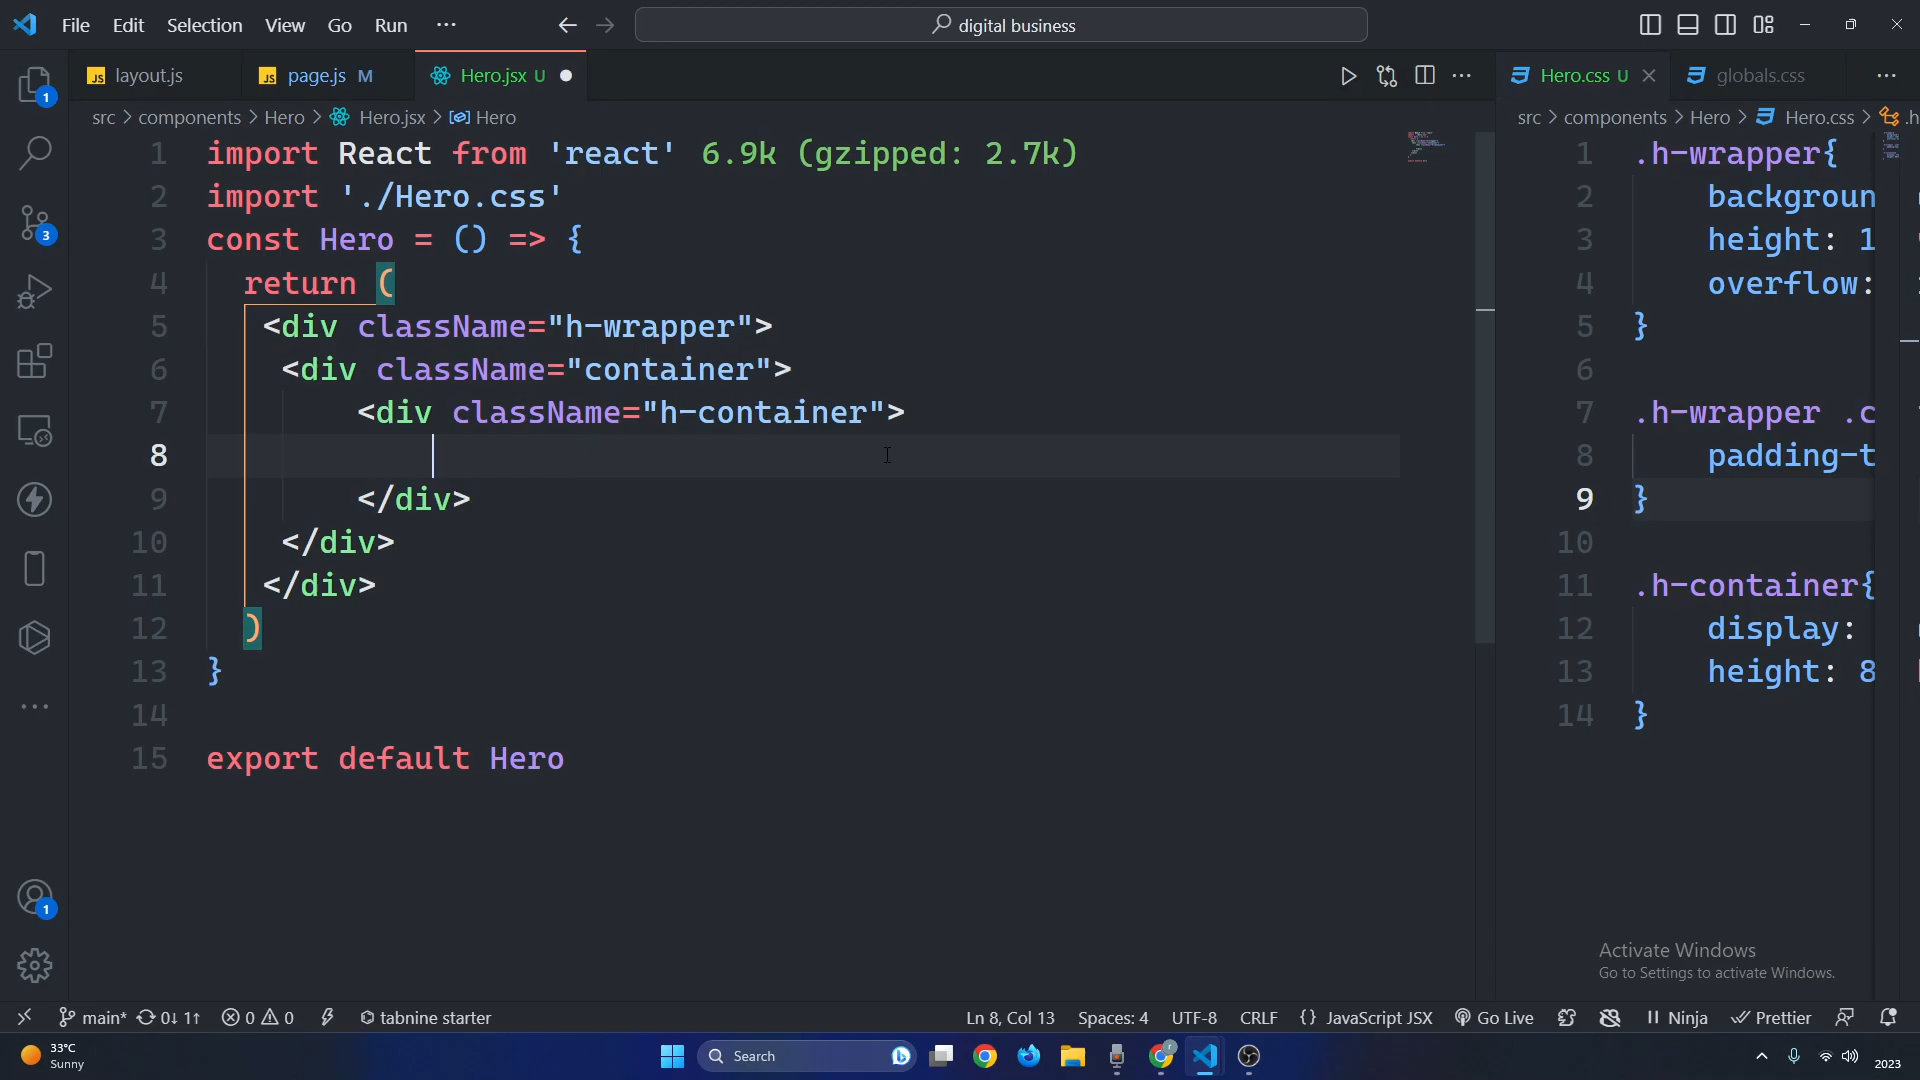 File Edit Selection View Go Run ··· digital business
layout.js page.js M Hero.jsx U
src > components > Hero > Hero.jsx > Hero
1 import React from 'react' 6.9k (gzipped: 2.7k)
2 import './Hero.css'
3 const Hero = () => {
4 return (
5 <div className="h-wrapper">
6 <div className="container">
7 <div className="h-container">
8
9 </div>
10 </div>
11 </div>
12 )
13 }
14
15 export default Hero
Hero.css U globals.css
src > components > Hero > Hero.css > .h
1 .h-wrapper{
2 backgroun
3 height: 1
4 overflow:
5 }
6
7 .h-wrapper .c
8 padding-t
9 }
10
11 .h-container{
12 display:
13 height: 8
14 }
1
3
1
Activate Windows
Go to Settings to activate Windows.
main* 0↓ 1↑ 0 0 tabnine starter Ln 8, Col 13 Spaces: 4 UTF-8 CRLF {} JavaScript JSX Go Live Ninja Prettier
33°C
Sunny
Search
2023